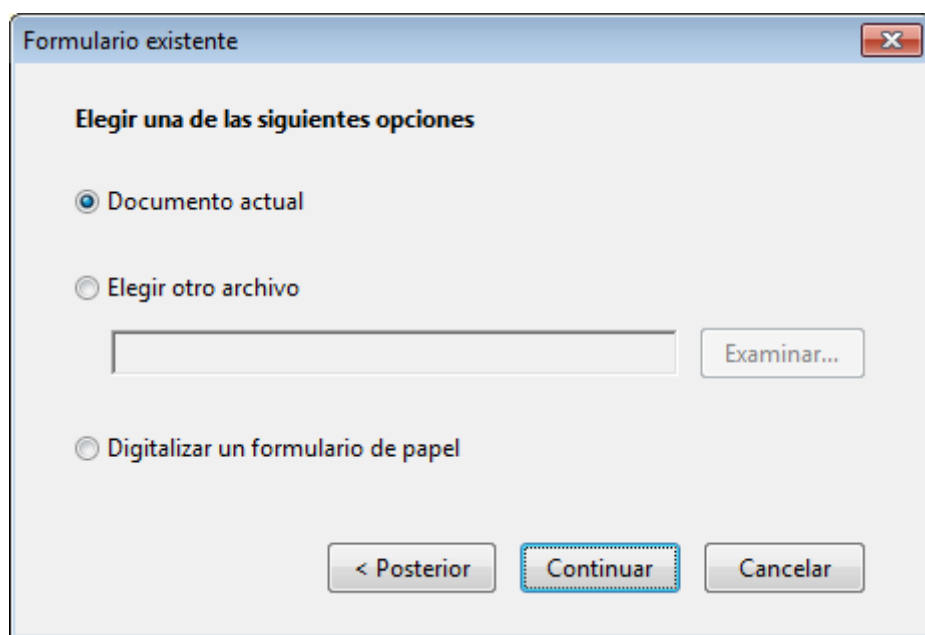 Formulario existente
Elegir una de las siguientes opciones
Documento actual
Elegir otro archivo
Examinar...
Digitalizar un formulario de papel
< Posterior Continuar Cancelar